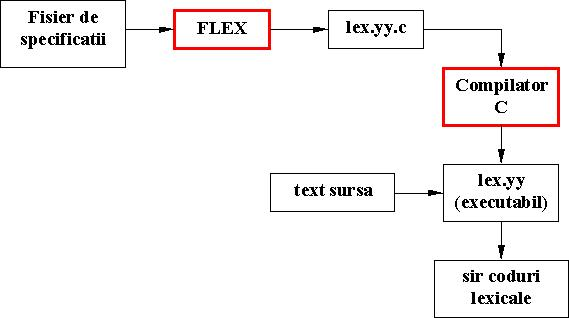 Fisier de
specificatii
FLEX
lex.yy.c
Compilator
C
text sursa
lex.yy
(executabil)
sir coduri
lexicale